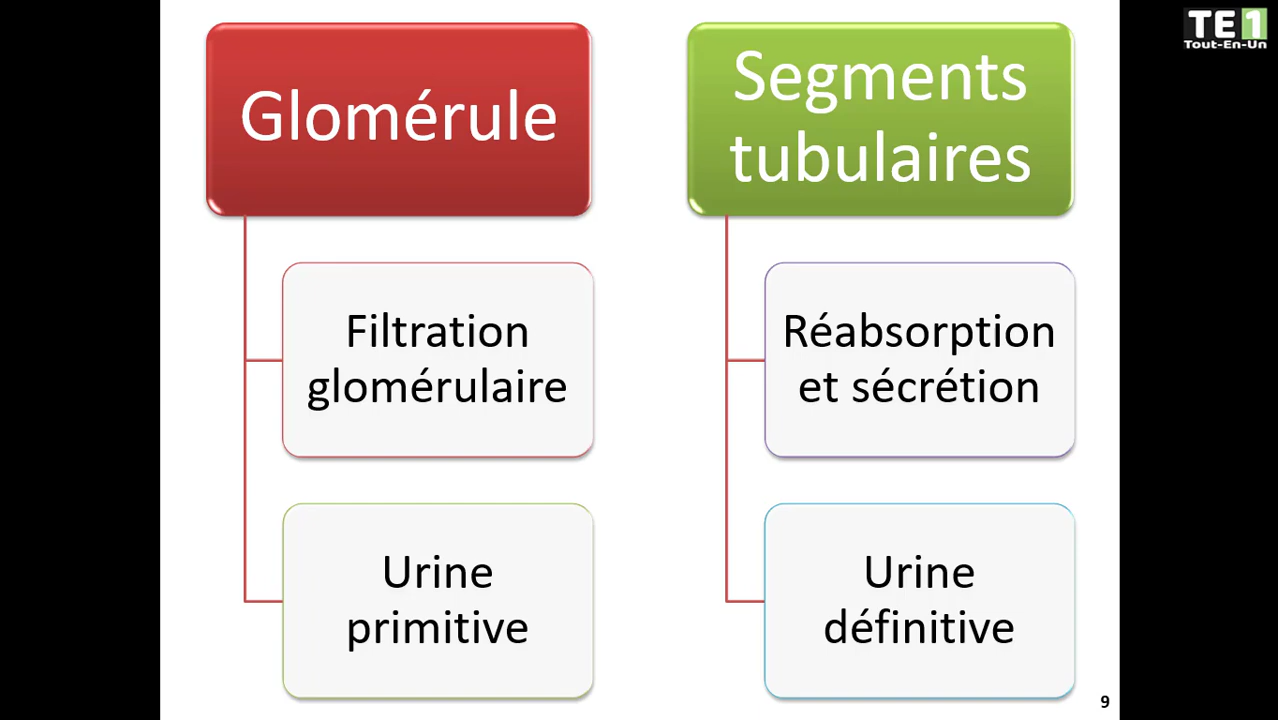 TE1
Tout-En-Un
Glomérule
Segments
tubulaires
Filtration
glomérulaire
Réabsorption
et sécrétion
Urine
primitive
Urine
définitive
9